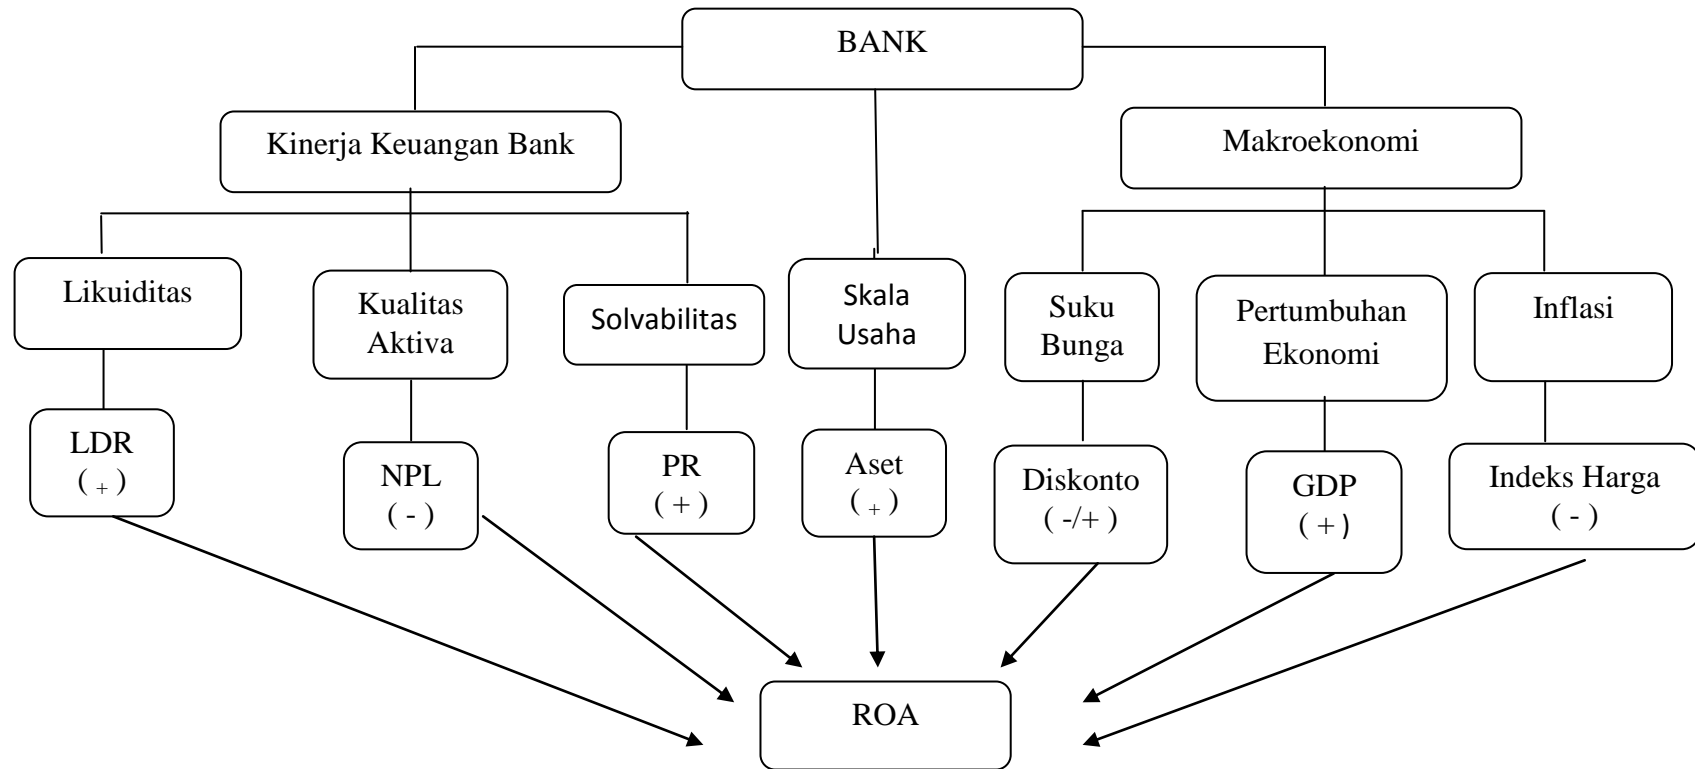 BANK
Kinerja Keuangan Bank
Makroekonomi
Likuiditas
Kualitas
Aktiva
Solvabilitas
Skala
Usaha
Suku
Bunga
Pertumbuhan
Ekonomi
Inflasi
LDR
( + )
NPL
( - )
PR
( + )
Aset
( + )
Diskonto
( -/+ )
GDP
( + )
Indeks Harga
( - )
ROA